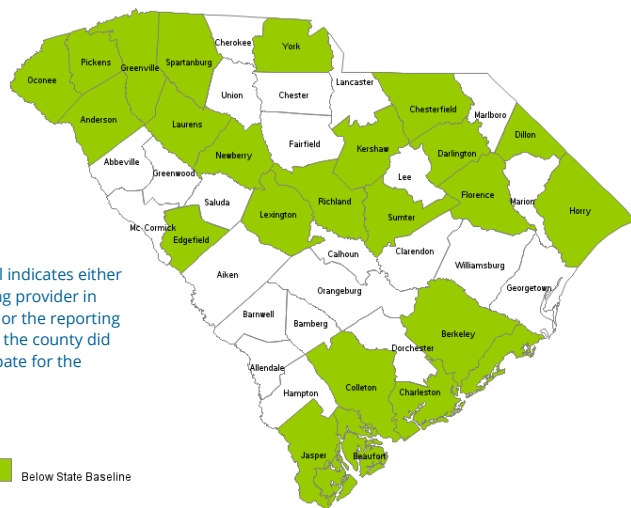 Cherokee
York
Spartanburg
Pickens
Greenville
Oconee
Lancaster
Union
Chester
Chesterfield
Marlboro
Anderson
Laurens
Dillon
Fairfield
Kershaw
Darlington
Newberry
Abbeville
Greenwood
Lee
Florence
Marion
Saluda
Richland
Horry
Lexington
Sumter
Mc Cormick
Edgefield
Calhoun
Clarendon
Williamsburg
Aiken
l indicates either
Orangeburg
Georgetown
ng provider in
or the reporting
Barnwell
Bamberg
the county did
Berkeley
Dorchester
pate for the
Allendale
Colleton
Charleston
Hampton
Jasper
Beaufort
Below State Baseline